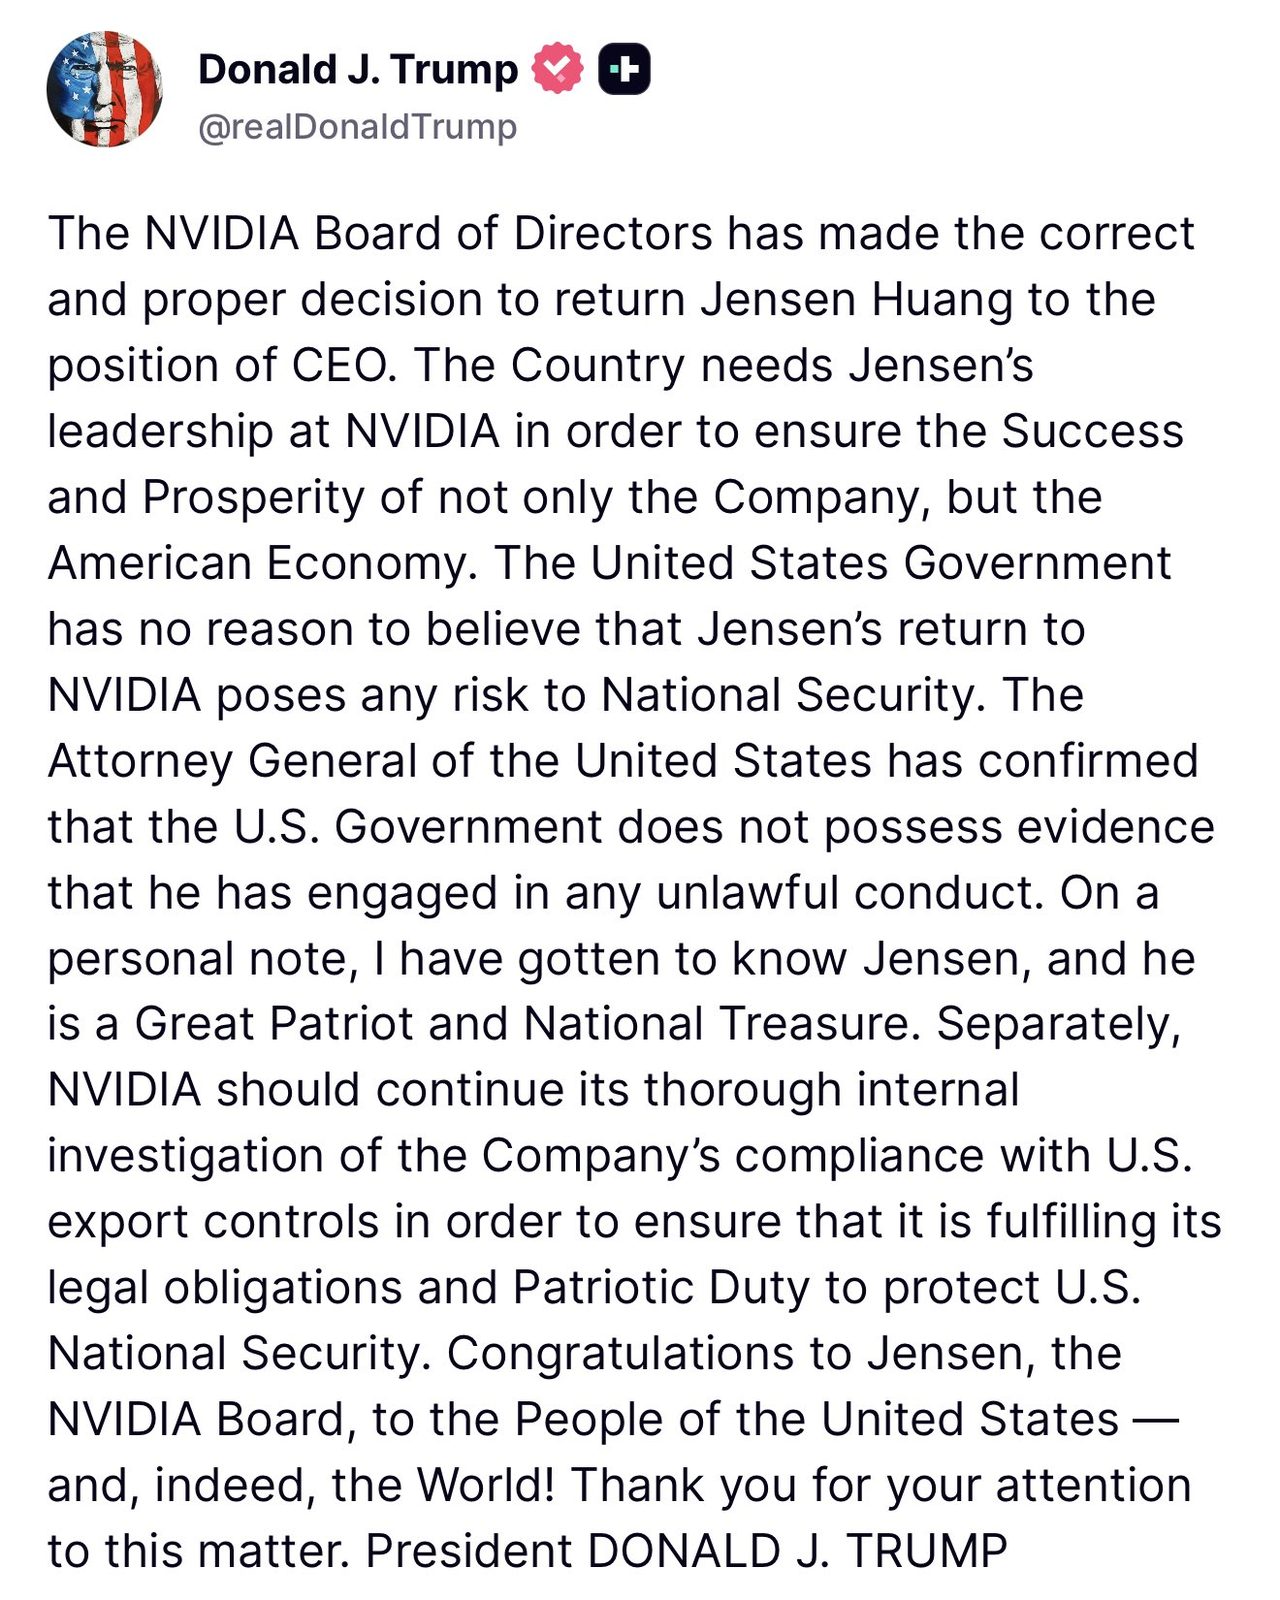 Donald J. Trump
@realDonaldTrump
The NVIDIA Board of Directors has made the correct
and proper decision to return Jensen Huang to the
position of CEO. The Country needs Jensen’s
leadership at NVIDIA in order to ensure the Success
and Prosperity of not only the Company, but the
American Economy. The United States Government
has no reason to believe that Jensen’s return to
NVIDIA poses any risk to National Security. The
Attorney General of the United States has confirmed
that the U.S. Government does not possess evidence
that he has engaged in any unlawful conduct. On a
personal note, I have gotten to know Jensen, and he
is a Great Patriot and National Treasure. Separately,
NVIDIA should continue its thorough internal
investigation of the Company’s compliance with U.S.
export controls in order to ensure that it is fulfilling its
legal obligations and Patriotic Duty to protect U.S.
National Security. Congratulations to Jensen, the
NVIDIA Board, to the People of the United States —
and, indeed, the World! Thank you for your attention
to this matter. President DONALD J. TRUMP